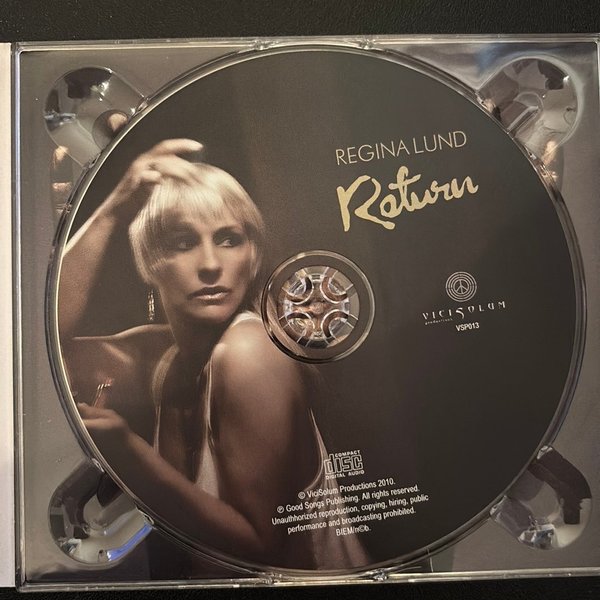 REGINA LUND
Return
VICISOLUM
productions
VSP013
COMPACT
disc
DIGITAL AUDIO
© ViciSolum Productions 2010.
℗ Good Songs Publishing. All rights reserved.
Unauthhorized reproduction, copying, hiring, public
performance and broadcasting prohibited.
BIEM/n©b.